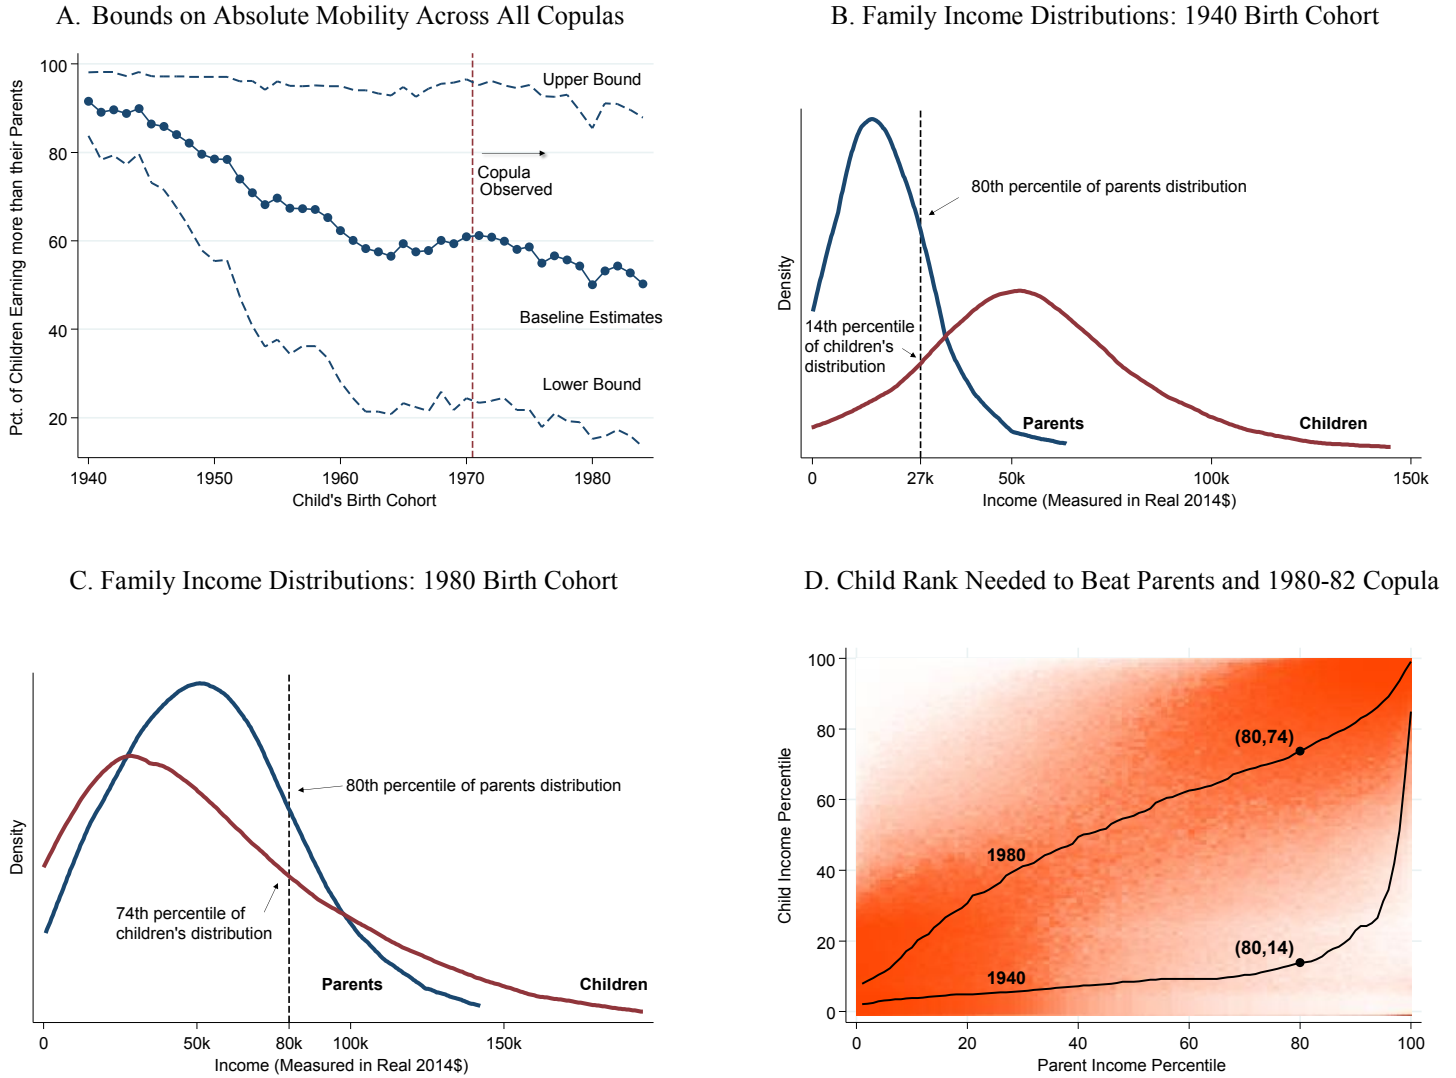 A. Bounds on Absolute Mobility Across All Copulas
Pct. of Children Earning more than their Parents
100
80
60
40
20
Upper Bound
Copula
Observed
Baseline Estimates
Lower Bound
1940
1950
1960
1970
1980
Child's Birth Cohort
B. Family Income Distributions: 1940 Birth Cohort
Density
80th percentile of parents distribution
14th percentile
of children's
distribution
Parents
Children
0
27k
50k
100k
150k
Income (Measured in Real 2014$)
C. Family Income Distributions: 1980 Birth Cohort
Density
80th percentile of parents distribution
74th percentile of
children's distribution
Parents
Children
0
50k
80k
100k
150k
Income (Measured in Real 2014$)
D. Child Rank Needed to Beat Parents and 1980-82 Copula
Child Income Percentile
100
80
60
40
20
0
(80,74)
1980
(80,14)
1940
0
20
40
60
80
100
Parent Income Percentile